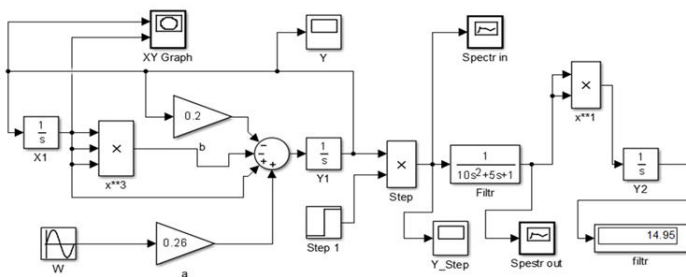 XY Graph
Y
Spectr in
0.2
1
s
X1
×
x**3
b
- 
-
+
+
1
s
Y1
×
Step
1
10s²+5s+1
Filtr
×
x**1
1
s
Y2
W
0.26
a
Step 1
Y_Step
Spestr out
14.95
filtr